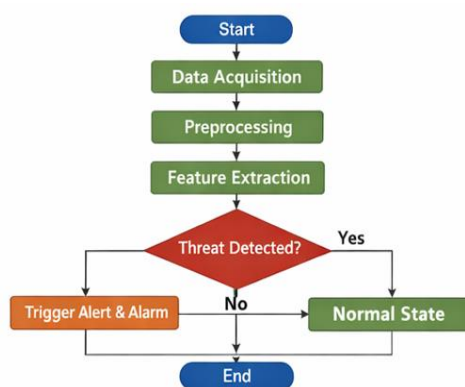 Start
Data Acquisition
Preprocessing
Feature Extraction
Threat Detected?
Yes
No
Trigger Alert & Alarm
Normal State
End